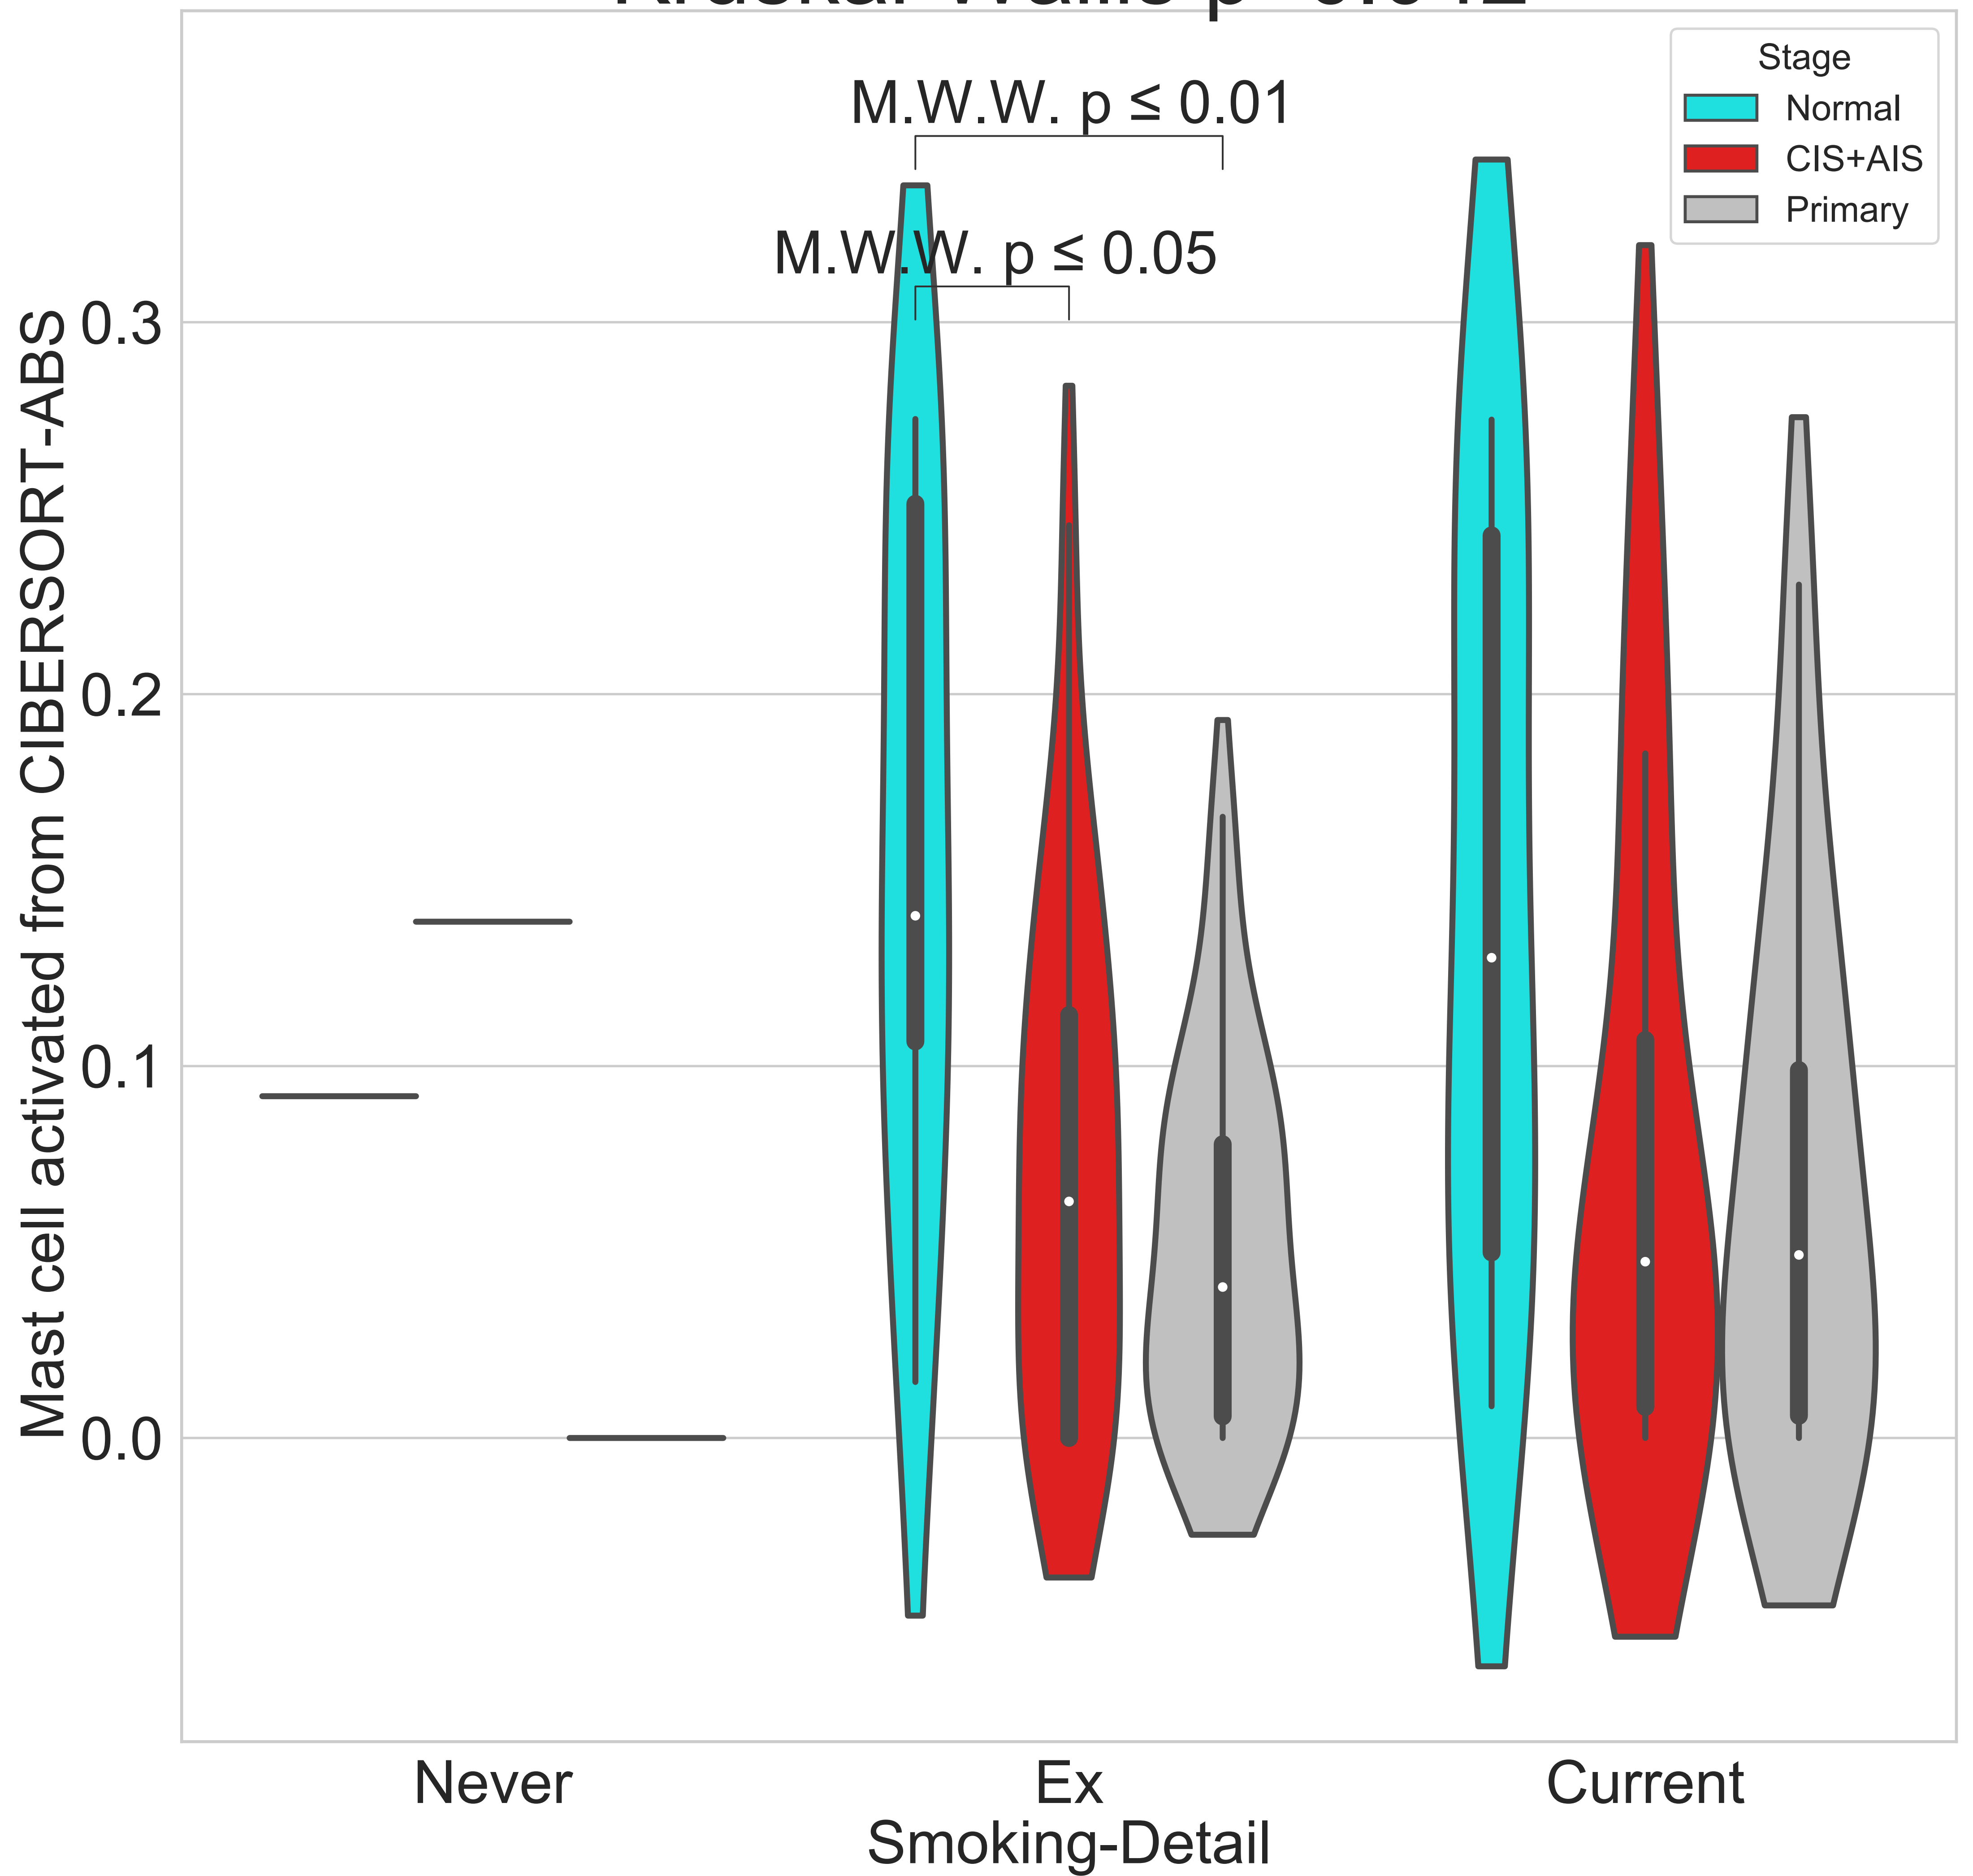 Stage
Normal
CIS+AIS
Primary
M.W.W. p ≤ 0.01
M.W.W. p ≤ 0.05
Mast cell activated from CIBERSORT-ABS
0.3
0.2
0.1
0.0
Never
Ex
Current
Smoking-Detail